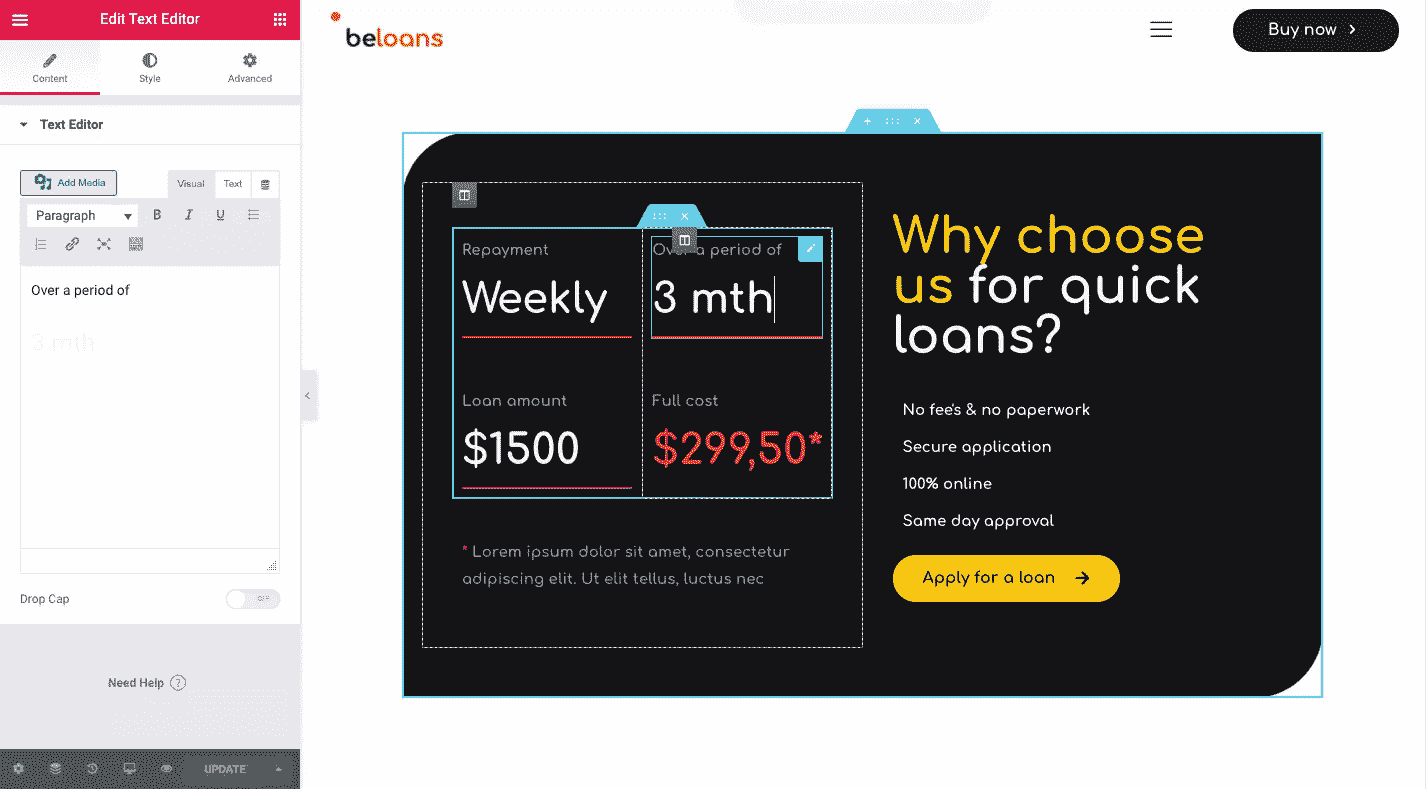 Edit Text Editor
Content
Style
Advanced
Text Editor
Add Media
Visual
Text
Paragraph
B
I
U
Over a period of
3 mth
Drop Cap
OFF
Need Help ?
UPDATE
beloans
Buy now
Repayment
Weekly
Over a period of
3 mth
Loan amount
$1500
Full cost
$299,50*
* Lorem ipsum dolor sit amet, consectetur
adipiscing elit. Ut elit tellus, luctus nec
Why choose
us for quick
loans?
No fee's & no paperwork
Secure application
100% online
Same day approval
Apply for a loan